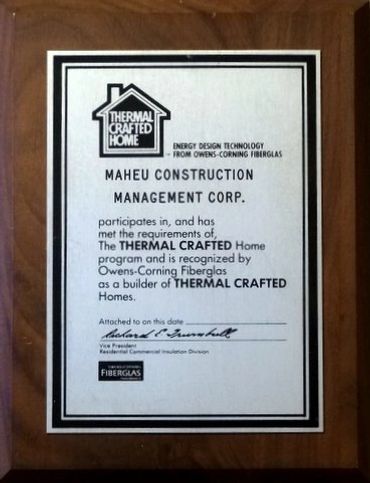 THERMAL
CRAFTED
HOME
ENERGY DESIGN TECHNOLOGY
FROM OWENS-CORNING FIBERGLAS
MAHEU CONSTRUCTION
MANAGEMENT CORP.
participates in, and has
met the requirements of,
The THERMAL CRAFTED Home
program and is recognized by
Owens-Corning Fiberglas
as a builder of THERMAL CRAFTED
Homes.
Attached to on this date
Vice President
Residential Commercial Insulation Division
OWENS/CORNING
FIBERGLAS